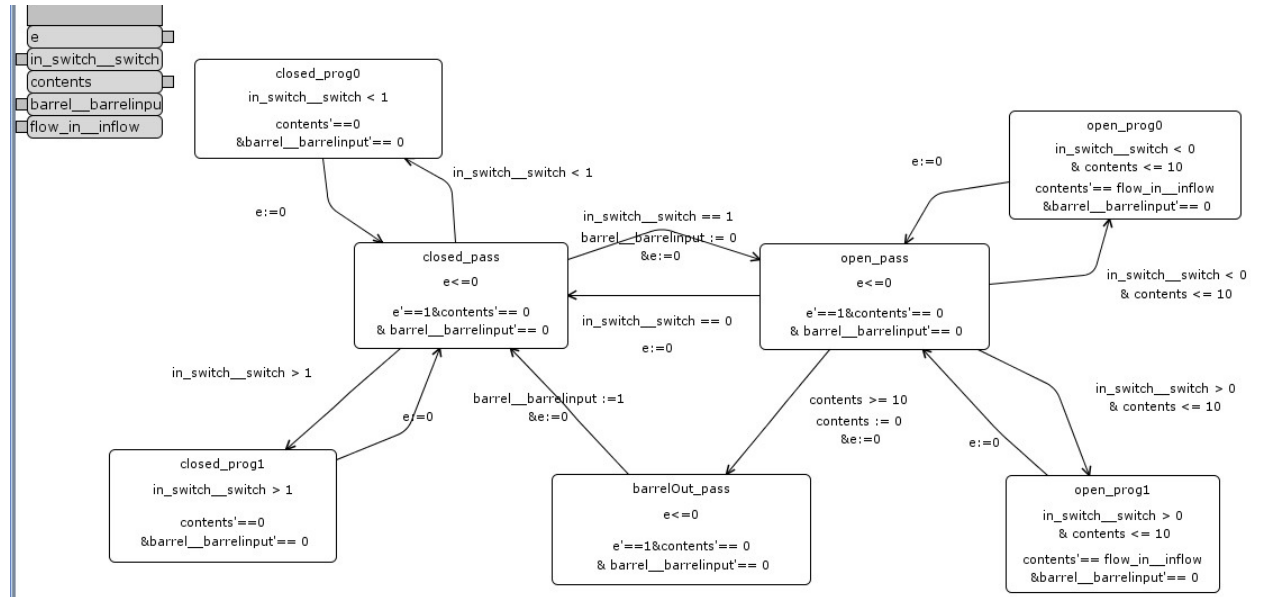 e
in_switch__switch
contents
barrel__barrelinpu
flow_in__inflow
closed_prog0
in_switch__switch < 1
contents'==0
&barrel__barrelinput'== 0
e:=0
in_switch__switch < 1
closed_pass
e<=0
e'==1&contents'== 0
& barrel__barrelinput'== 0
in_switch__switch == 1
barrel__barrelinput := 0
&e:=0
in_switch__switch == 0
e:=0
open_pass
e<=0
e'==1&contents'== 0
& barrel__barrelinput'== 0
e:=0
open_prog0
in_switch__switch < 0
& contents <= 10
contents'== flow_in__inflow
&barrel__barrelinput'== 0
in_switch__switch < 0
& contents <= 10
in_switch__switch > 1
e:=0
closed_prog1
in_switch__switch > 1
contents'==0
&barrel__barrelinput'== 0
barrel__barrelinput :=1
&e:=0
contents >= 10
contents := 0
&e:=0
barrelOut_pass
e<=0
e'==1&contents'== 0
& barrel__barrelinput'== 0
in_switch__switch > 0
& contents <= 10
e:=0
open_prog1
in_switch__switch > 0
& contents <= 10
contents'== flow_in__inflow
&barrel__barrelinput'== 0